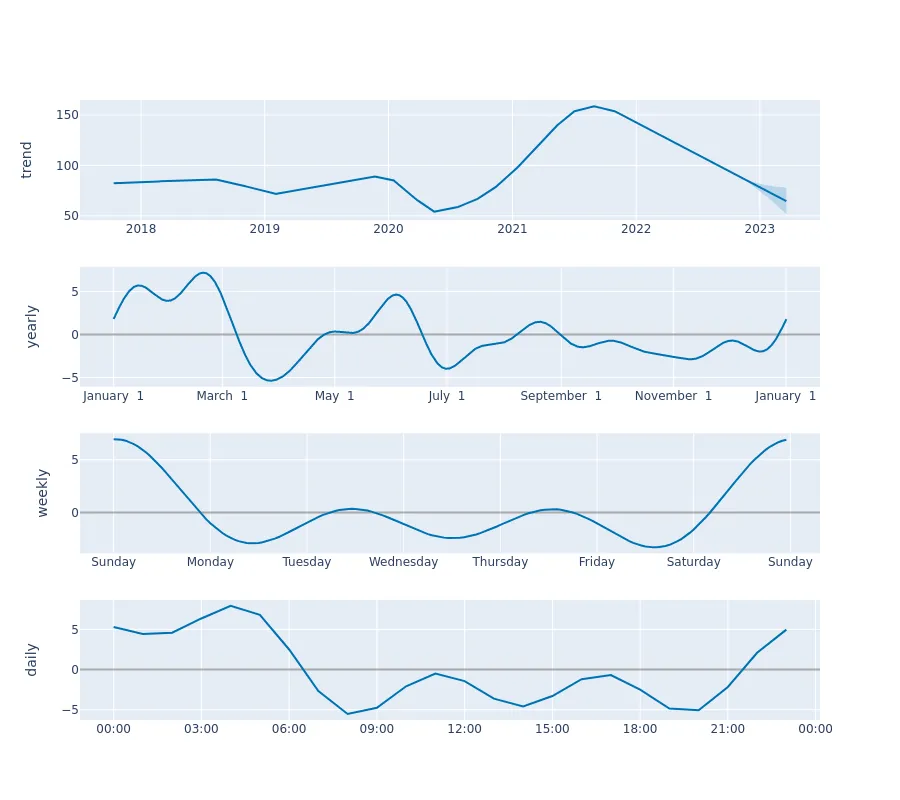 trend
150
100
50
2018 2019 2020 2021 2022 2023
yearly
5
0
−5
January 1 March 1 May 1 July 1 September 1 November 1 January 1
weekly
5
0
Sunday Monday Tuesday Wednesday Thursday Friday Saturday Sunday
daily
5
0
−5
00:00 03:00 06:00 09:00 12:00 15:00 18:00 21:00 00:00